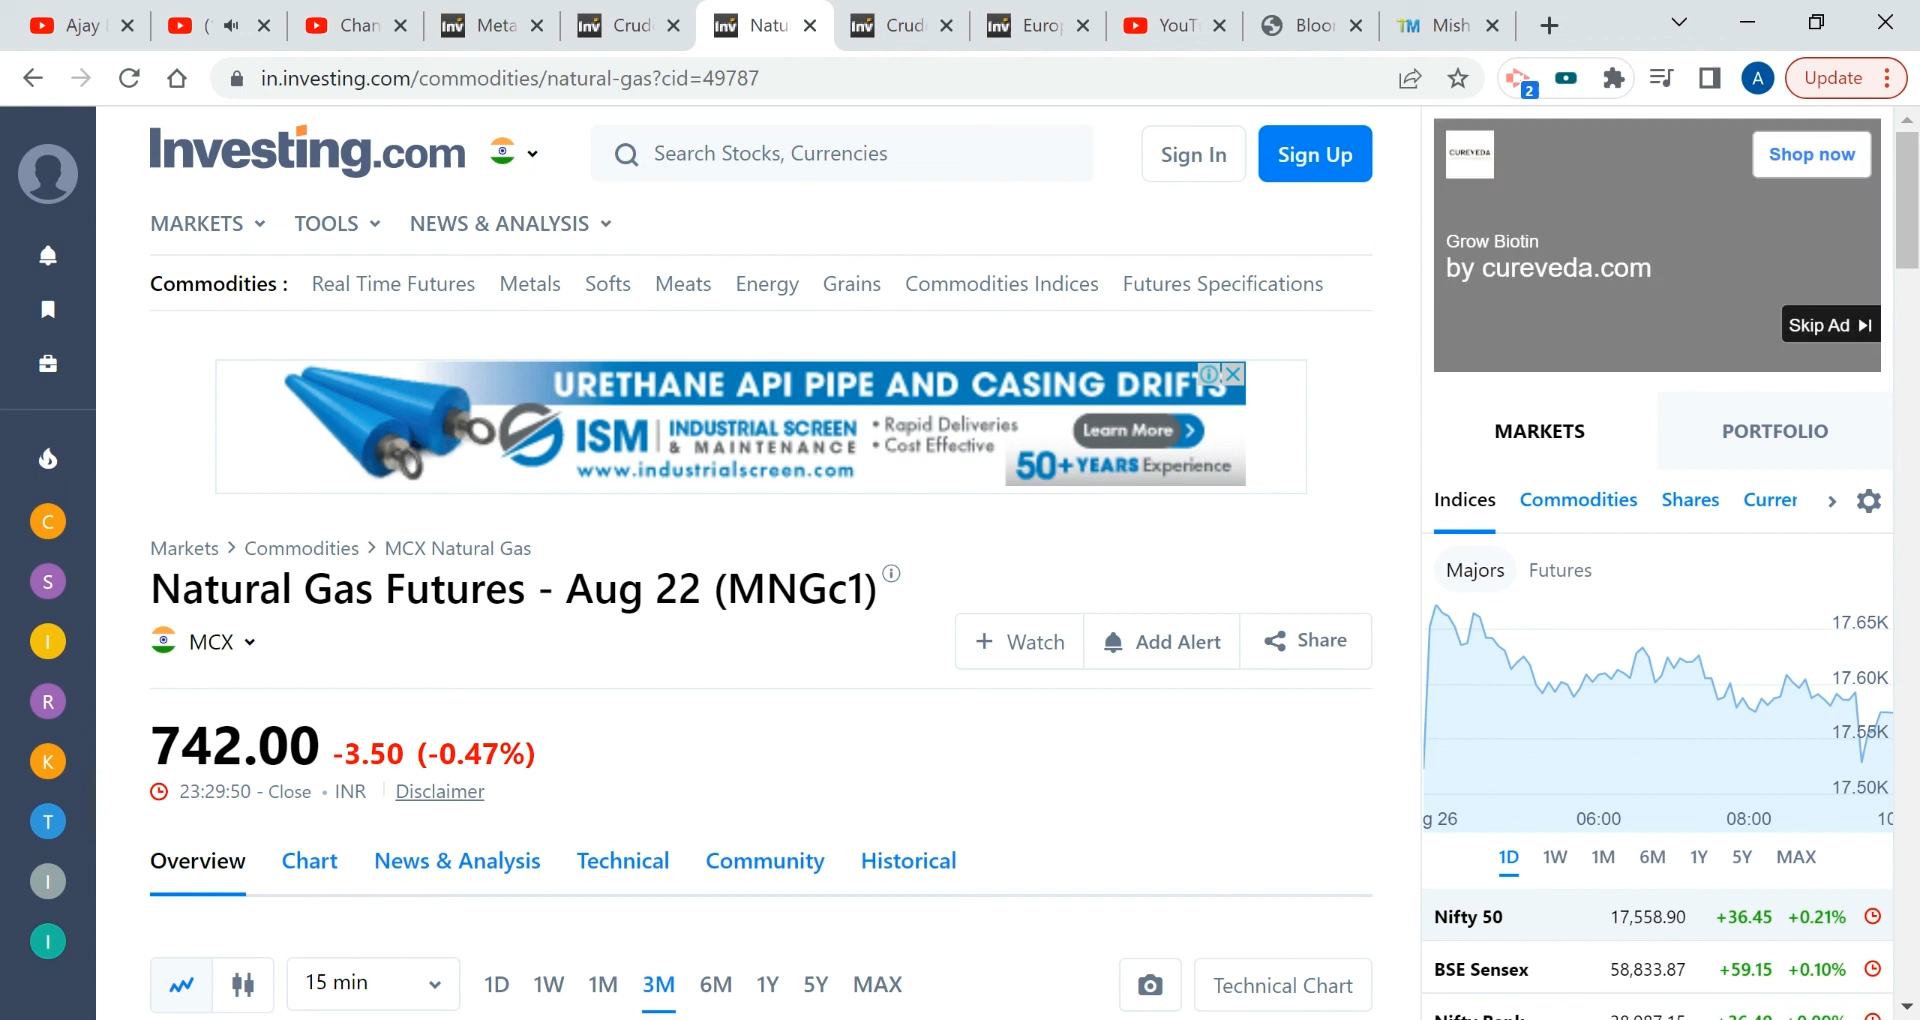 Ajay
(
Chan
Meta
Crud
Natu
Crud
Euro
YouT
Bloo
TM Mish
in.investing.com/commodities/natural-gas?cid=49787
2
A
Update
Investing.com
Search Stocks, Currencies
Sign In
Sign Up
MARKETS TOOLS NEWS & ANALYSIS
Commodities : Real Time Futures Metals Softs Meats Energy Grains Commodities Indices Futures Specifications
URETHANE API PIPE AND CASING DRIFTS
ISM INDUSTRIAL SCREEN & MAINTENANCE
www.industrialscreen.com
• Rapid Deliveries
• Cost Effective
Learn More
50+YEARS Experience
Markets > Commodities > MCX Natural Gas
Natural Gas Futures - Aug 22 (MNGc1)
MCX
+ Watch
Add Alert
Share
742.00 -3.50 (-0.47%)
23:29:50 - Close • INR Disclaimer
Overview Chart News & Analysis Technical Community Historical
15 min 1D 1W 1M 3M 6M 1Y 5Y MAX
Technical Chart
C
S
I
R
K
T
I
I
CUREVEDA
Shop now
Grow Biotin
by cureveda.com
Skip Ad
MARKETS PORTFOLIO
Indices Commodities Shares Currer
Majors Futures
17.65K
17.60K
17.55K
17.50K
g 26 06:00 08:00 10
1D 1W 1M 6M 1Y 5Y MAX
Nifty 50 17,558.90 +36.45 +0.21%
BSE Sensex 58,833.87 +59.15 +0.10%